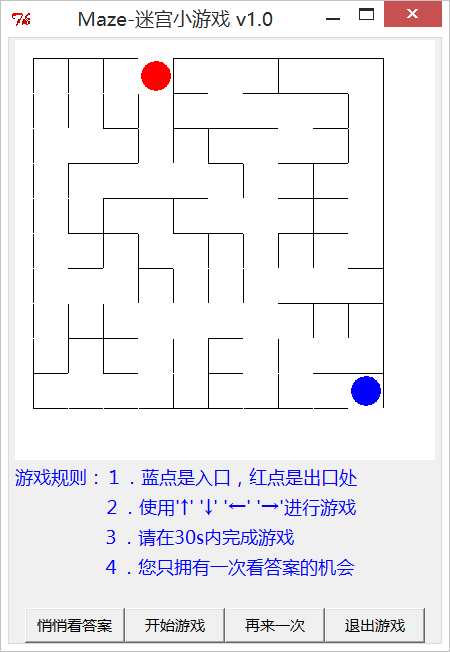 Maze-迷宫小游戏 v1.0
游戏规则：1．蓝点是入口，红点是出口处
2．使用'↑' '↓' '←' '→'进行游戏
3．请在30s内完成游戏
4．您只拥有一次看答案的机会
悄悄看答案 开始游戏 再来一次 退出游戏